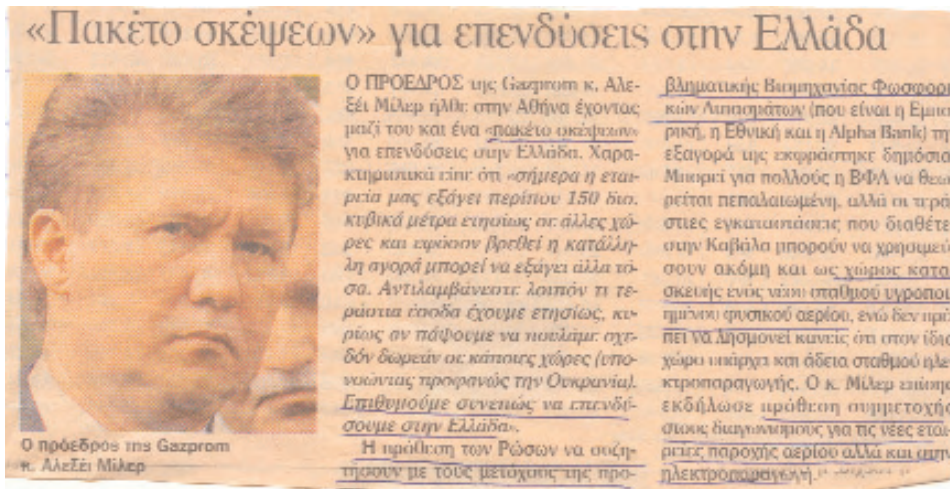 «Πακέτο σκέψεων» για επενδύσεις στην Ελλάδα
Ο ΠΡΟΕΔΡΟΣ της Gazprom κ. Αλε-
ξέι Μίλερ ήλθε στην Αθήνα έχοντας
μαζί του και ένα «πακέτο σκέψεων»
για επενδύσεις στην Ελλάδα. Χαρα-
κτηριστικά είπε ότι «σήμερα η εται-
ρεία μας εξάγει περίπου 150 δισ.
κυβικά μέτρα ετησίως σε άλλες χώ-
ρες και εφόσον βρεθεί η κατάλλη-
λη αγορά μπορεί να εξάγει άλλα τό-
σα. Αντιλαμβάνεστε λοιπόν τι τε-
ράστια έσοδα έχουμε ετησίως, κυ-
ρίως αν πάψουμε να πουλάμε σχε-
δόν δωρεάν σε κάποιες χώρες (υπο-
νοώντας προφανώς την Ουκρανία).
Επιθυμούμε συνεπώς να επενδύ-
σουμε στην Ελλάδα».
Η πρόθεση των Ρώσων να συζη-
τήσουν με τους μετόχους της προ-
βληματικής Βιομηχανίας Φωσφορι
κών Λιπασμάτων (που είναι η Εμπο
ρική, η Εθνική και η Alpha Bank) τη
εξαγορά της εκφράστηκε δημόσια
Μπορεί για πολλούς η ΒΦΛ να θεω
ρείται πεπαλαιωμένη, αλλά οι τερά
στιες εγκαταστάσεις που διαθέτε
στην Καβάλα μπορούν να χρησιμεύ
σουν ακόμη και ως χώρος κατα
σκευής ενός νέου σταθμού υγροποι
ημένου φυσικού αερίου, ενώ δεν πρέ
πει να λησμονεί κανείς ότι στον ίδιο
χώρο υπάρχει και άδεια σταθμού ηλε
κτροπαραγωγής. Ο κ. Μίλερ επίσης
εκδήλωσε πρόθεση συμμετοχής
στους διαγωνισμούς για τις νέες εται
ρείες παροχής αερίου αλλά και στην
ηλεκτροπαραγωγή.
Ο πρόεδρος της Gazprom
κ. Αλεξέι Μίλερ